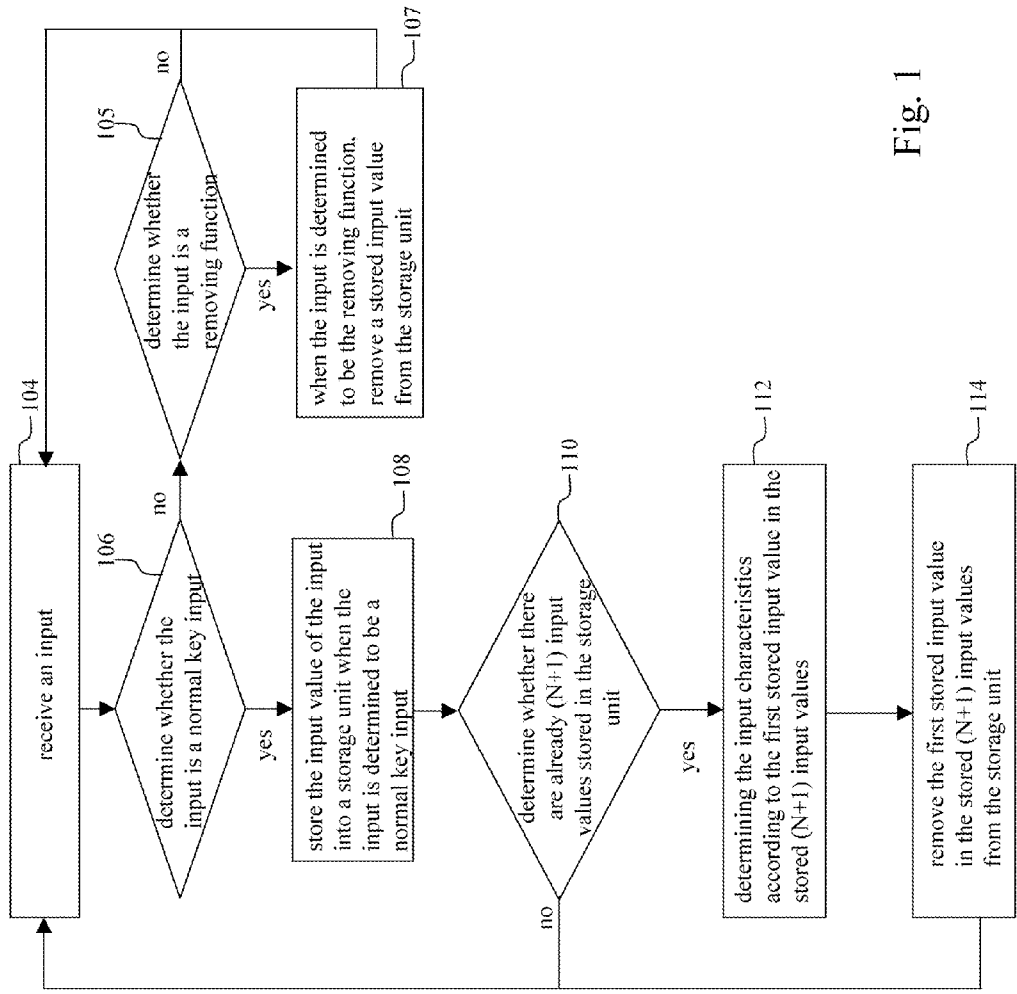 receive an input
104
determine whether the
input is a normal key input
106
no
yes
determine whether
the input is a
removing function
105
no
yes
when the input is determined
to be the removing function.
remove a stored input value
from the storage unit
107
store the input value of the input
into a storage unit when the
input is determined to be a
normal key input
108
determine whether there
are already (N+1) input
values stored in the storage
unit
110
no
yes
determining the input characteristics
according to the first stored input value in the
stored (N+1) input values
112
remove the first stored input value
in the stored (N+1) input values
from the storage unit
114
Fig. 1